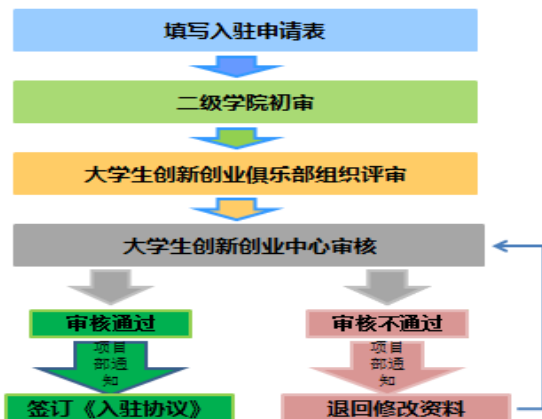 填写入驻申请表
二级学院初审
大学生创新创业俱乐部组织评审
大学生创新创业中心审核
审核通过
审核不通过
项目
部通
知
项目
部通
知
签订《入驻协议》
退回修改资料